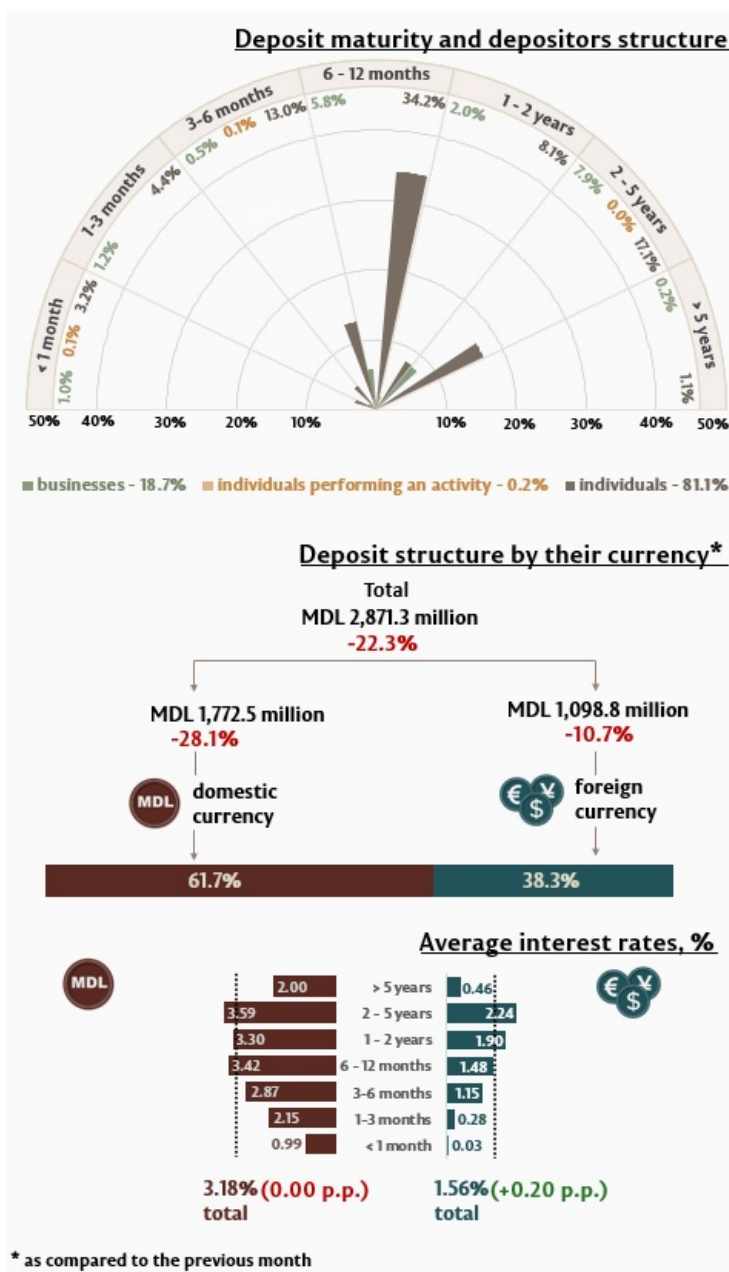 Deposit maturity and depositors structure
< 1 month
1-3 months
3-6 months
6 - 12 months
1 - 2 years
2 - 5 years
> 5 years
1.0% 0.1% 3.2%
1.2% 4.4%
0.5% 0.1% 13.0%
5.8% 34.2%
2.0% 8.1%
7.9% 0.0% 17.1%
0.2% 1.1%
50% 40% 30% 20% 10% 10% 20% 30% 40% 50%
businesses - 18.7% individuals performing an activity - 0.2% individuals - 81.1%
Deposit structure by their currency*
Total
MDL 2,871.3 million
-22.3%
MDL 1,772.5 million
-28.1%
MDL 1,098.8 million
-10.7%
MDL
domestic
currency
€ ¥ $
foreign
currency
61.7% 38.3%
Average interest rates, %
MDL
€ ¥ $
2.00 > 5 years 0.46
3.59 2 - 5 years 2.24
3.30 1 - 2 years 1.90
3.42 6 - 12 months 1.48
2.87 3-6 months 1.15
2.15 1-3 months 0.28
0.99 < 1 month 0.03
3.18% (0.00 p.p.)
total
1.56% (+0.20 p.p.)
total
* as compared to the previous month